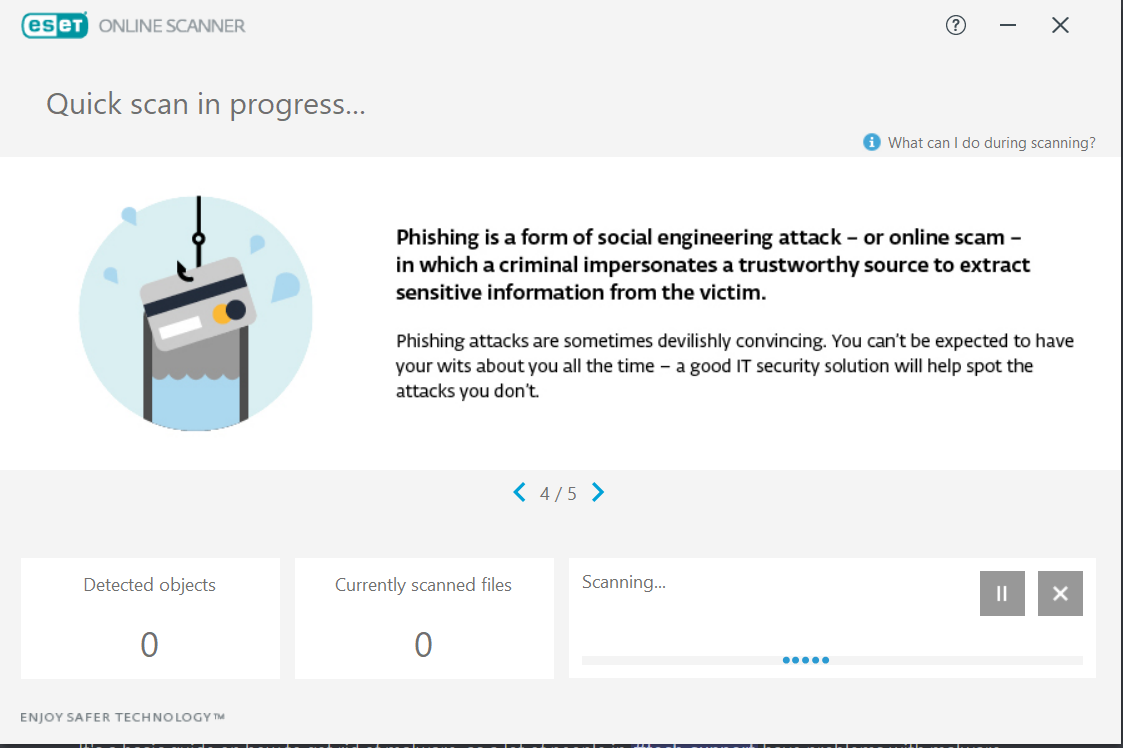 eset ONLINE SCANNER
Quick scan in progress...
What can I do during scanning?
Phishing is a form of social engineering attack – or online scam –
in which a criminal impersonates a trustworthy source to extract
sensitive information from the victim.
Phishing attacks are sometimes devilishly convincing. You can't be expected to have
your wits about you all the time – a good IT security solution will help spot the
attacks you don't.
4 / 5
Detected objects
0
Currently scanned files
0
Scanning...
ENJOY SAFER TECHNOLOGY™